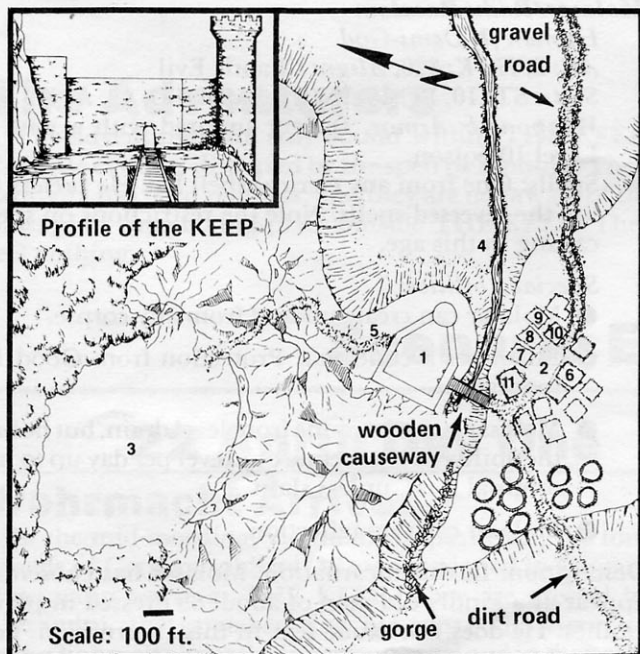 gravel
road
Profile of the KEEP
4
5
1
9
8
10
7
2
6
11
wooden
causeway
3
Scale: 100 ft.
gorge
dirt road